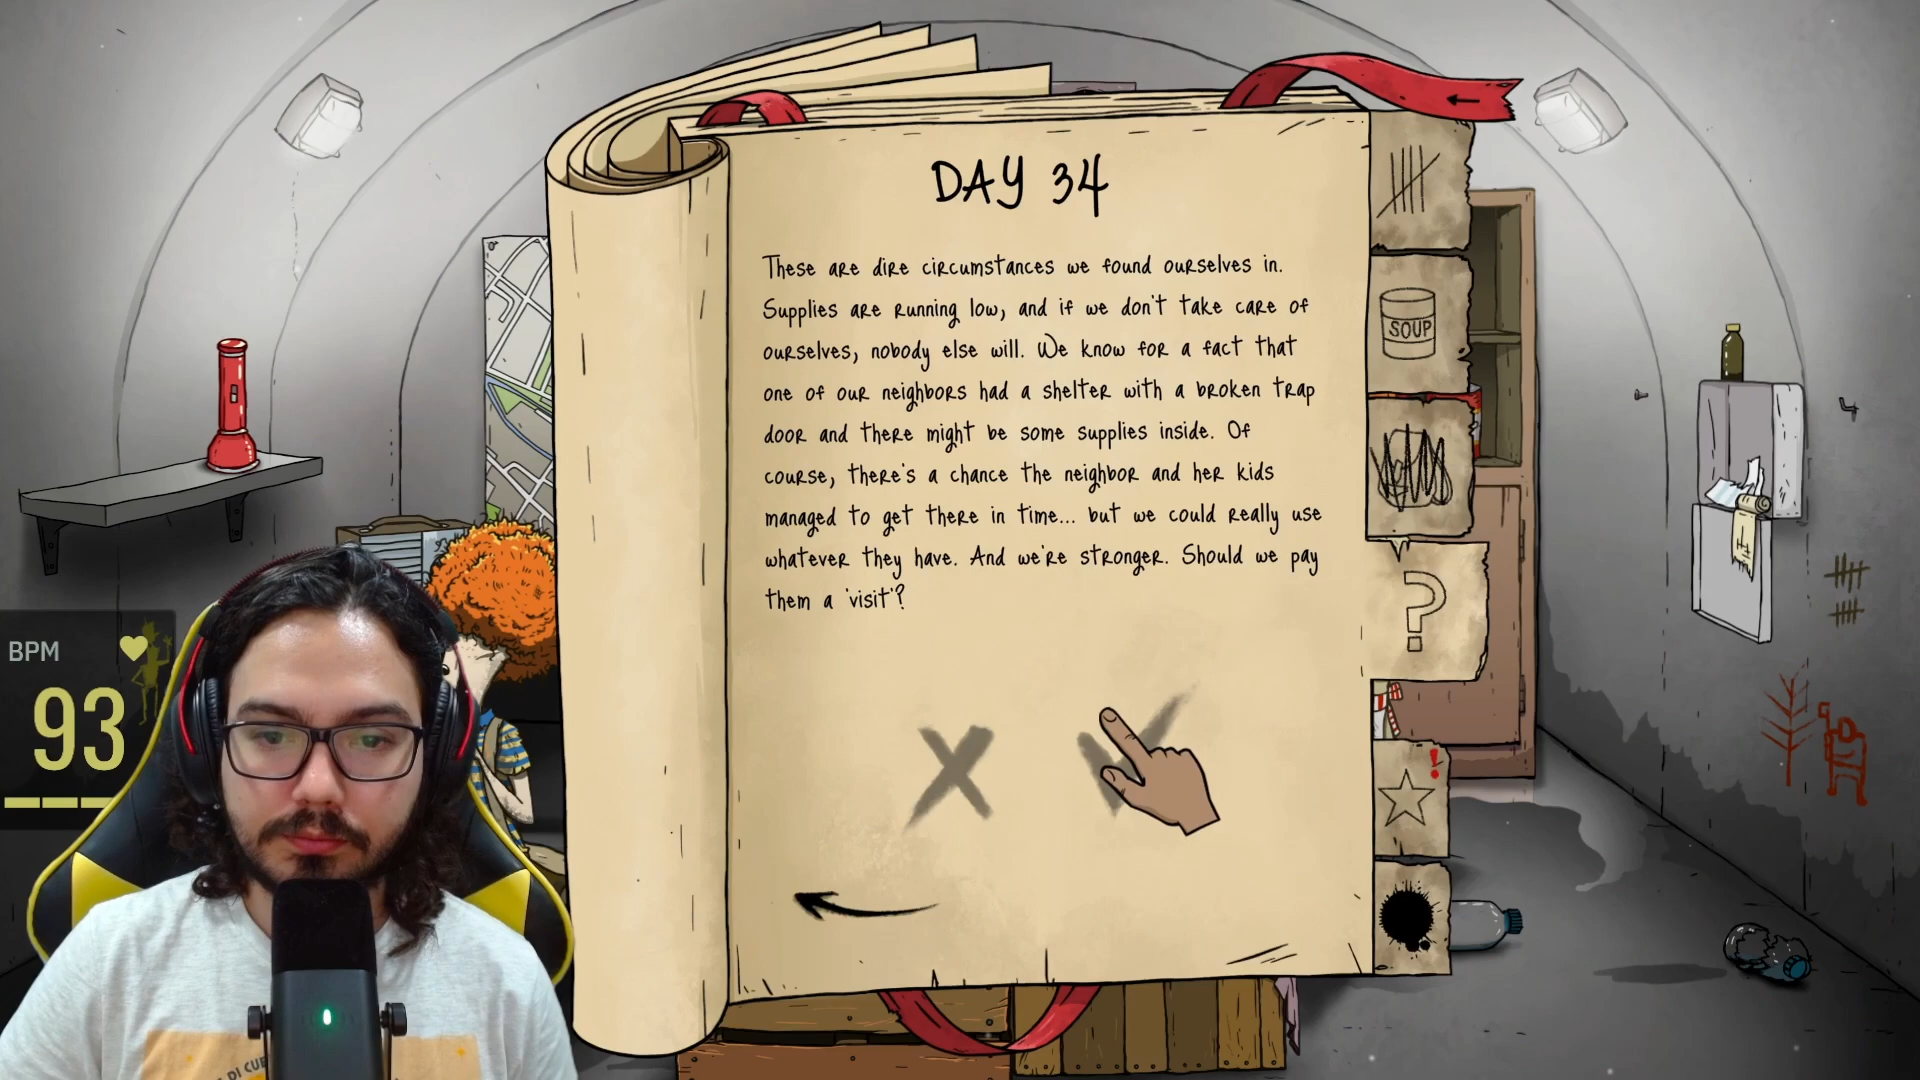 DAY 34
These are dire circumstances we found ourselves in.
Supplies are running low, and if we don't take care of
ourselves, nobody else will. We know for a fact that
one of our neighbors had a shelter with a broken trap
door and there might be some supplies inside. Of
course, there's a chance the neighbor and her kids
managed to get there in time... but we could really use
whatever they have. And we're stronger. Should we pay
them a 'visit'?
SOUP
?
!
BPM
93
DI CUB